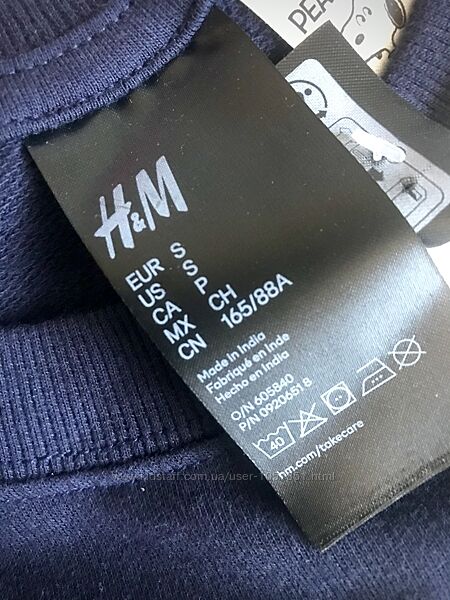 PEA
H&M
EUR S
US S
CA P
MX CH
CN 165/88A
Made in India
Fabriqué en Inde
Hecho en India
O/N 605840
P/N 0920651 8
40
hm.com/takecare